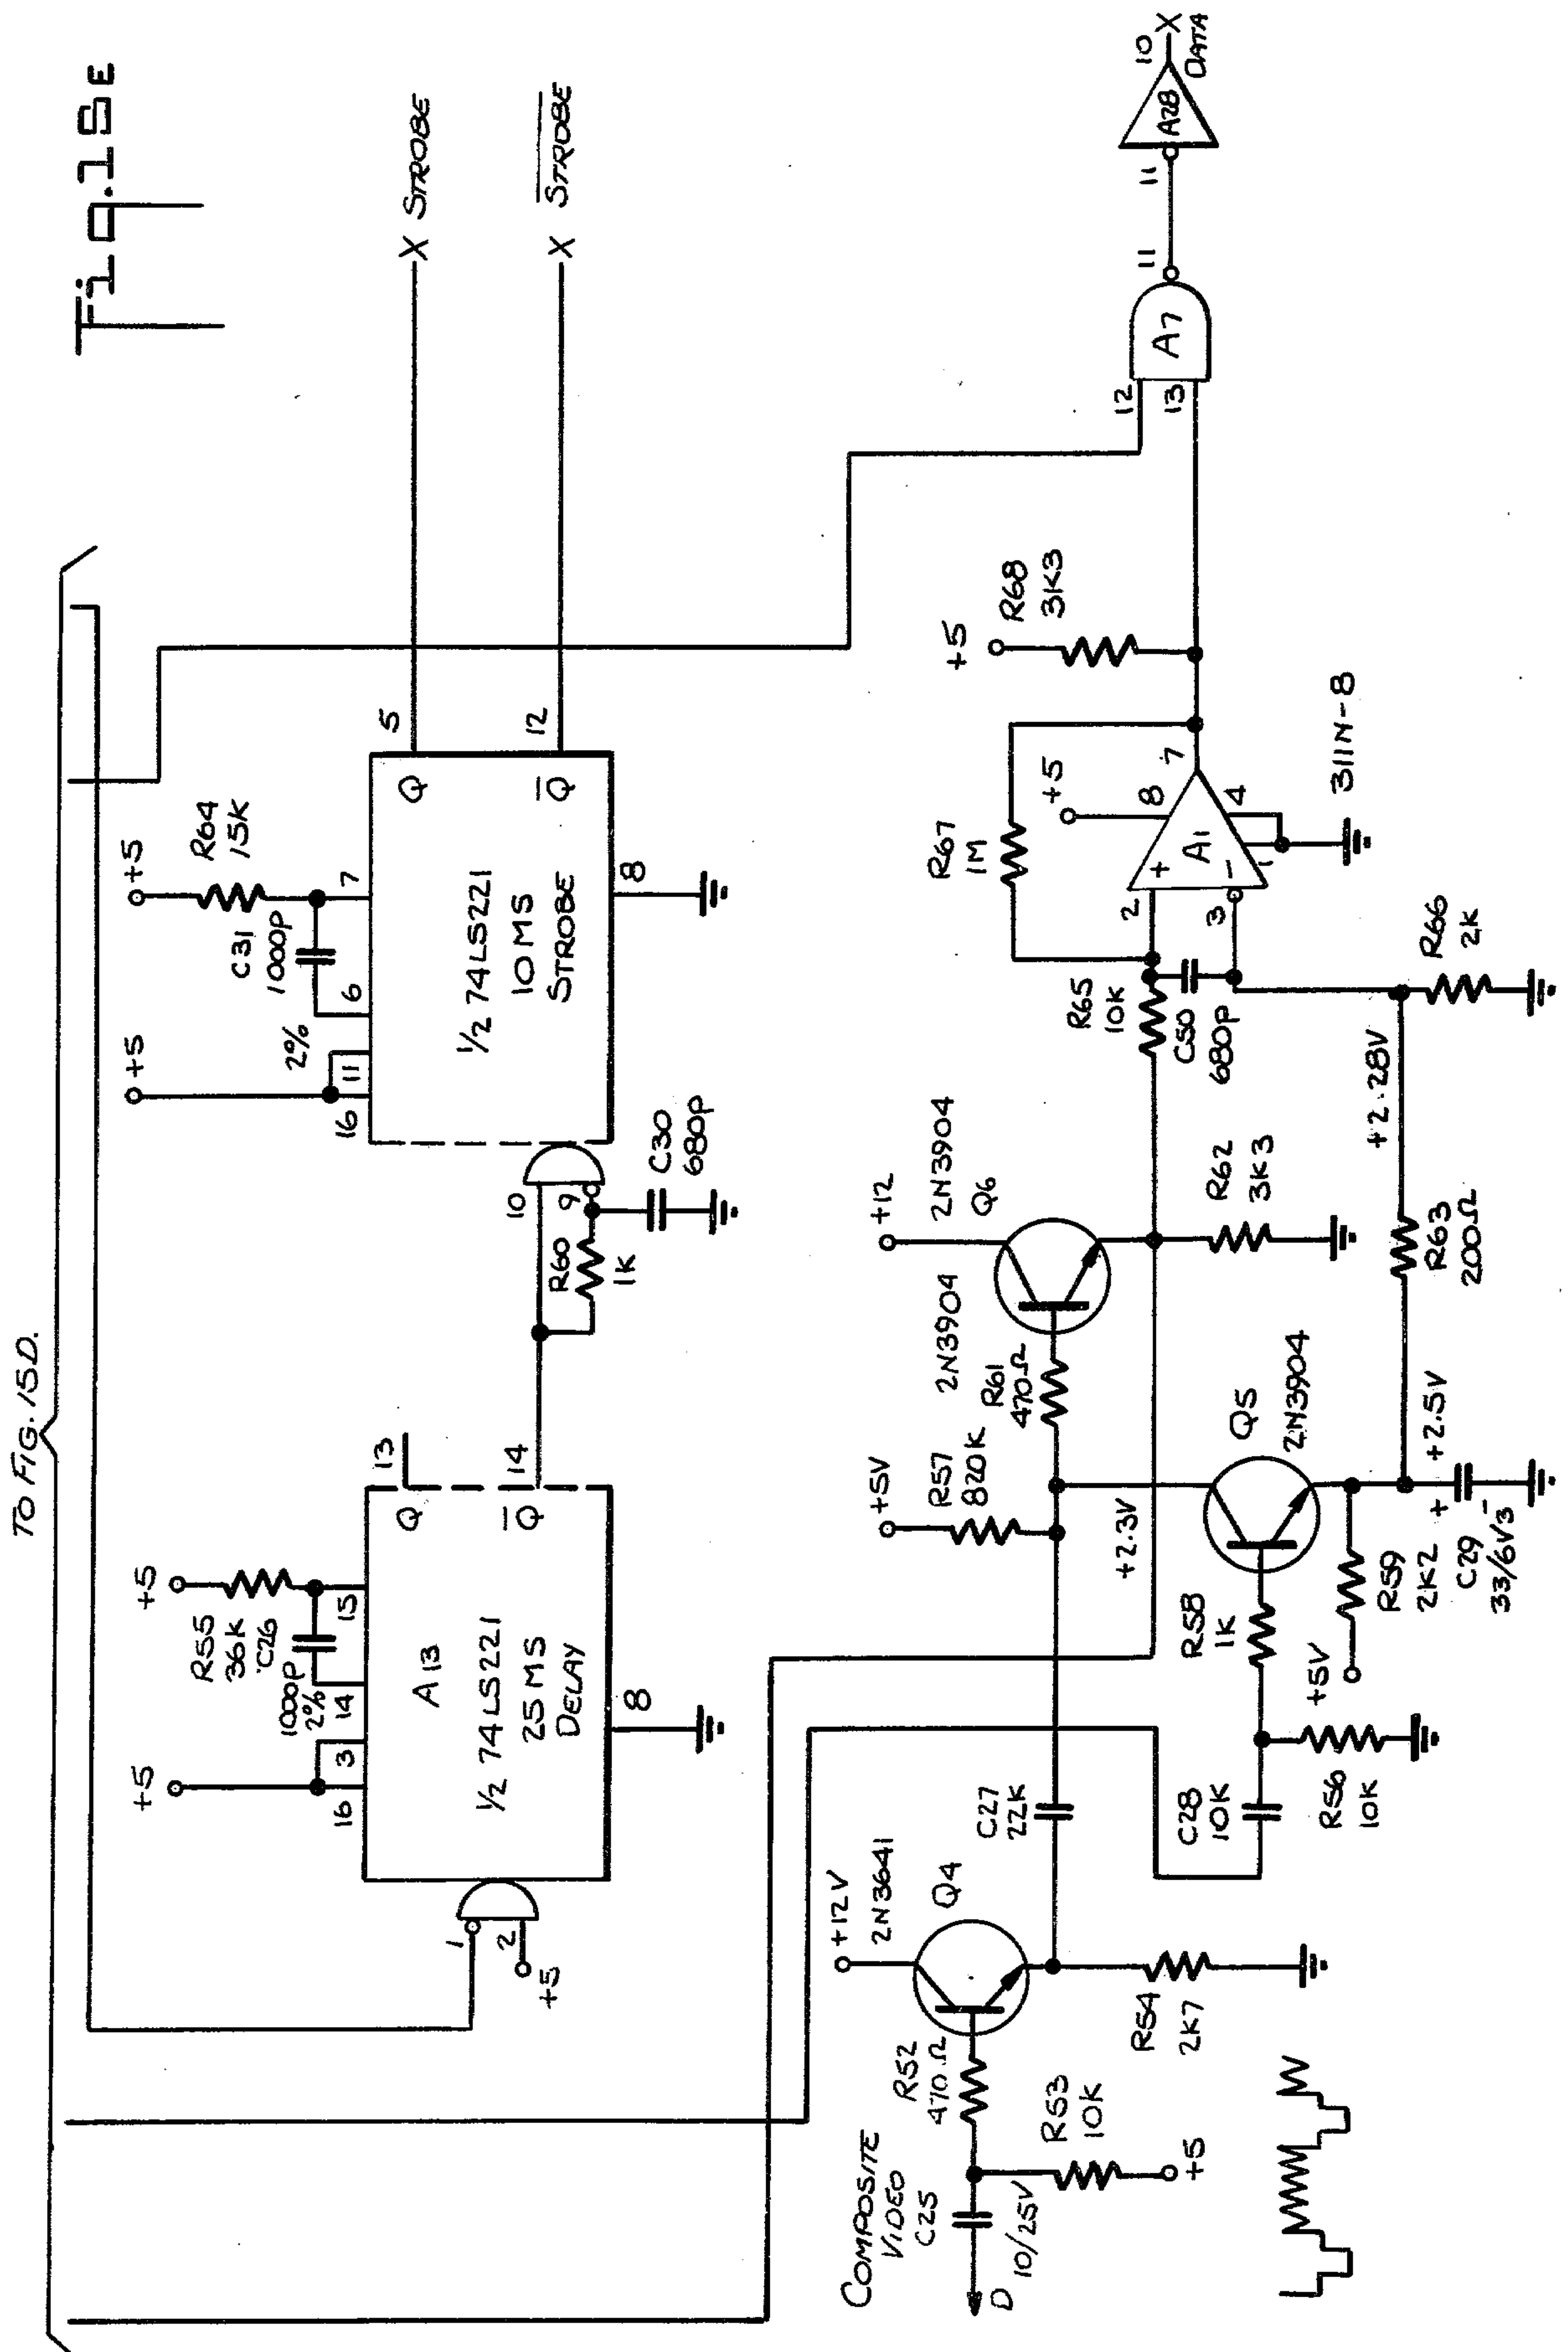 Fig. 15E
TO FIG. 15D.
+5
R55
36K
C26
1000P
2%
+5
16
3
14
15
A13
½ 74LS221
25 MS
DELAY
Q
13
Q̅
14
8
1
2
+5
R60
1K
10
9
C30
680P
+5
R64
15K
C31
1000P
2%
+5
16
11
6
7
½ 74LS221
10 MS
STROBE
Q
5
Q̅
12
8
X STROBE
X S̅T̅R̅O̅B̅E̅
COMPOSITE
VIDEO
C25
D
10/25V
R52
470Ω
R53
10K
+5
+12V
2N3641
Q4
R54
2K7
C27
22K
C28
10K
R56
10K
R58
1K
+5V
R57
820K
+2.3V
Q5
2N3904
+5V
R59
2K2
C29
33/6V3
+
-
+2.5V
R61
470Ω
2N3904
+12
2N3904
Q6
R62
3K3
R63
200Ω
+2.28V
R65
10K
C50
680P
R66
2K
R67
1M
+5
2
3
+
-
A1
8
7
4
1
311N-8
+5
R68
3K3
12
13
A7
11
11
A28
10
X
DATA